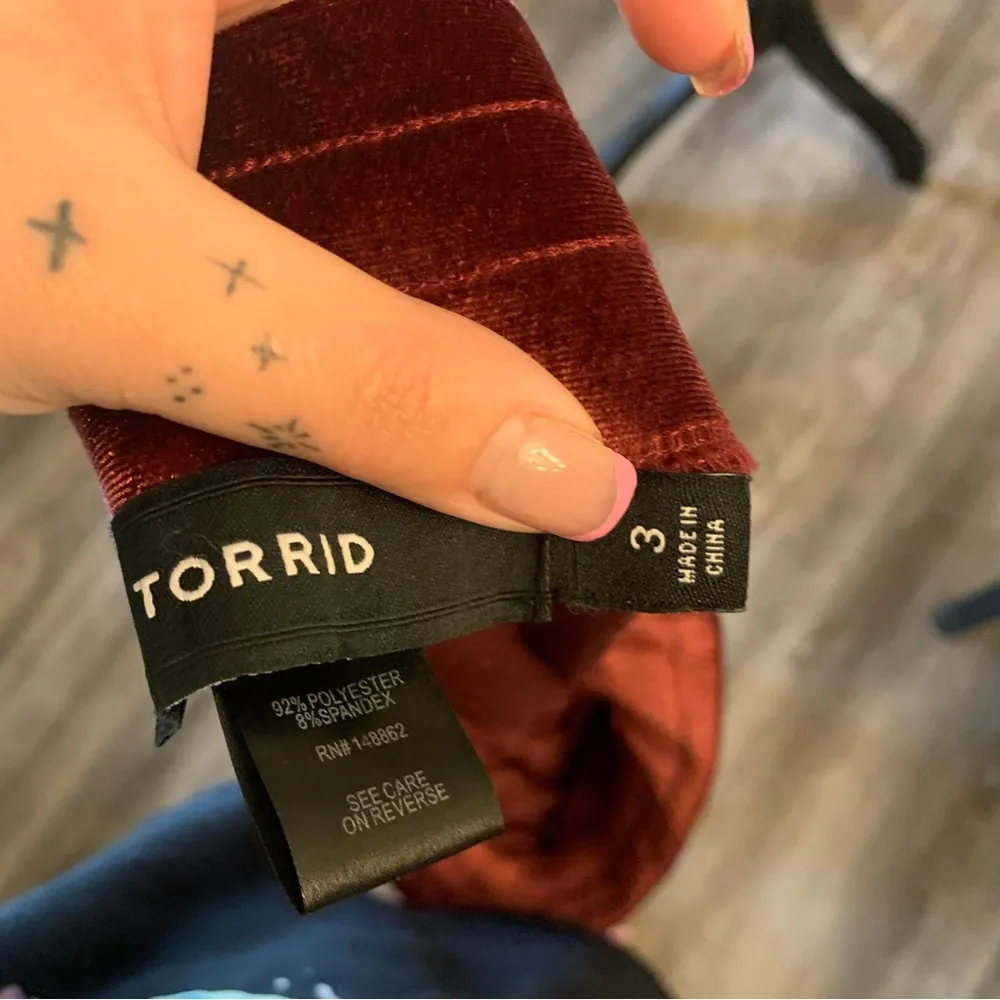 TORRID
3
MADE IN
CHINA
92% POLYESTER
8%SPANDEX
RN# 148862
SEE CARE
ON REVERSE